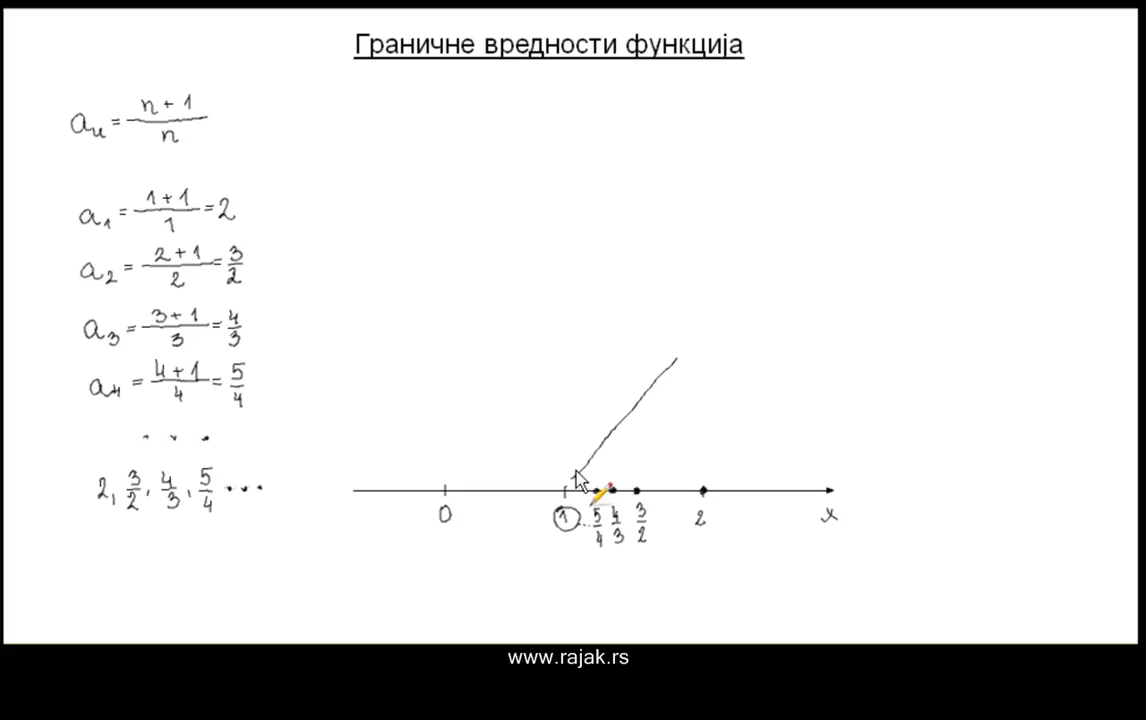 Граничне вредности функција
aₙ = (n + 1)/n
a₁ = (1 + 1)/1 = 2
a₂ = (2 + 1)/2 = 3/2
a₃ = (3 + 1)/3 = 4/3
a₄ = (4 + 1)/4 = 5/4
. . .
2, 3/2, 4/3, 5/4 ...
0 1 ... 5/4 4/3 3/2 2 x
www.rajak.rs